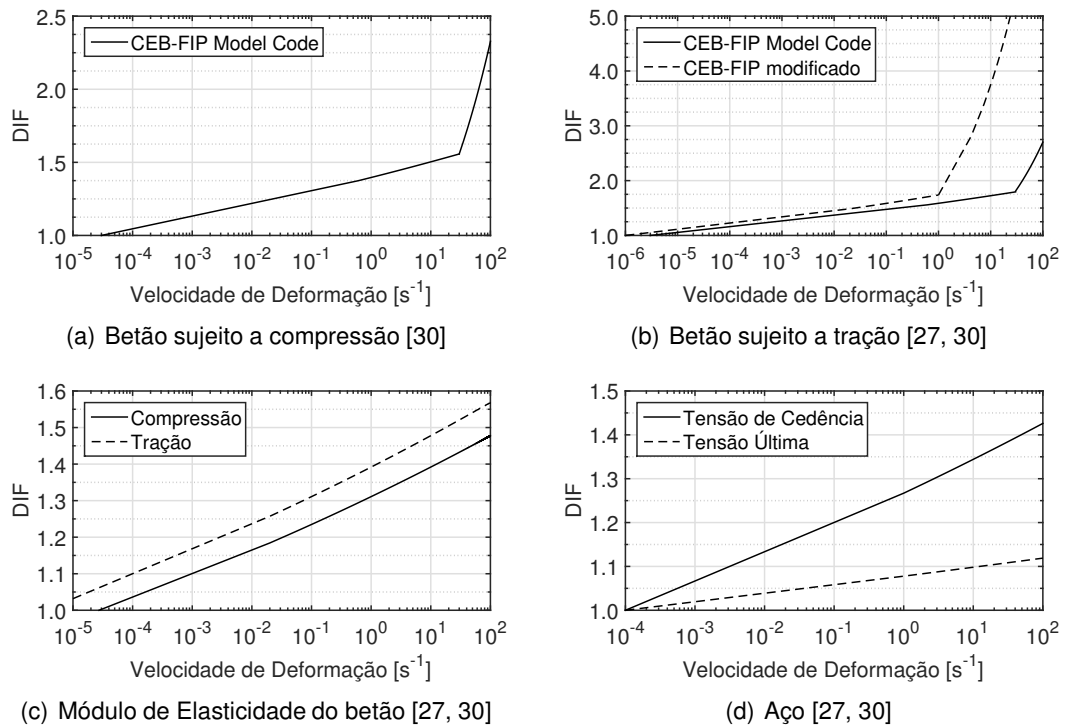 2.5
2.0
1.5
1.0
DIF
CEB-FIP Model Code
10-5 10-4 10-3 10-2 10-1 100 101 102
Velocidade de Deformação [s-1]
(a) Betão sujeito a compressão [30]
5.0
4.0
3.0
2.0
1.0
DIF
CEB-FIP Model Code
CEB-FIP modificado
10-6 10-5 10-4 10-3 10-2 10-1 100 101 102
Velocidade de Deformação [s-1]
(b) Betão sujeito a tração [27, 30]
1.6
1.5
1.4
1.3
1.2
1.1
1.0
DIF
Compressão
Tração
10-5 10-4 10-3 10-2 10-1 100 101 102
Velocidade de Deformação [s-1]
(c) Módulo de Elasticidade do betão [27, 30]
1.5
1.4
1.3
1.2
1.1
1.0
DIF
Tensão de Cedência
Tensão Última
10-4 10-3 10-2 10-1 100 101 102
Velocidade de Deformação [s-1]
(d) Aço [27, 30]